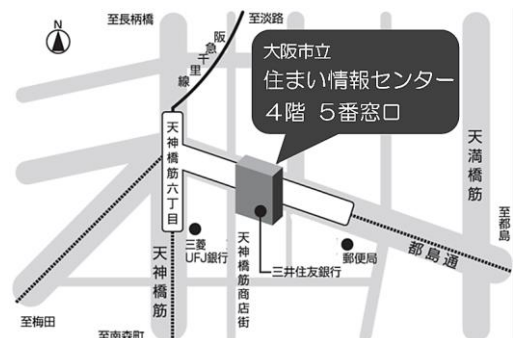 至長柄橋
至淡路
N
阪急千里線
大阪市立
住まい情報センター
4階 5番窓口
天神橋筋六丁目
天満橋筋
至都島
三菱
UFJ銀行
天神橋筋
天神橋筋商店街
三井住友銀行
郵便局
都島通
至梅田
至南森町